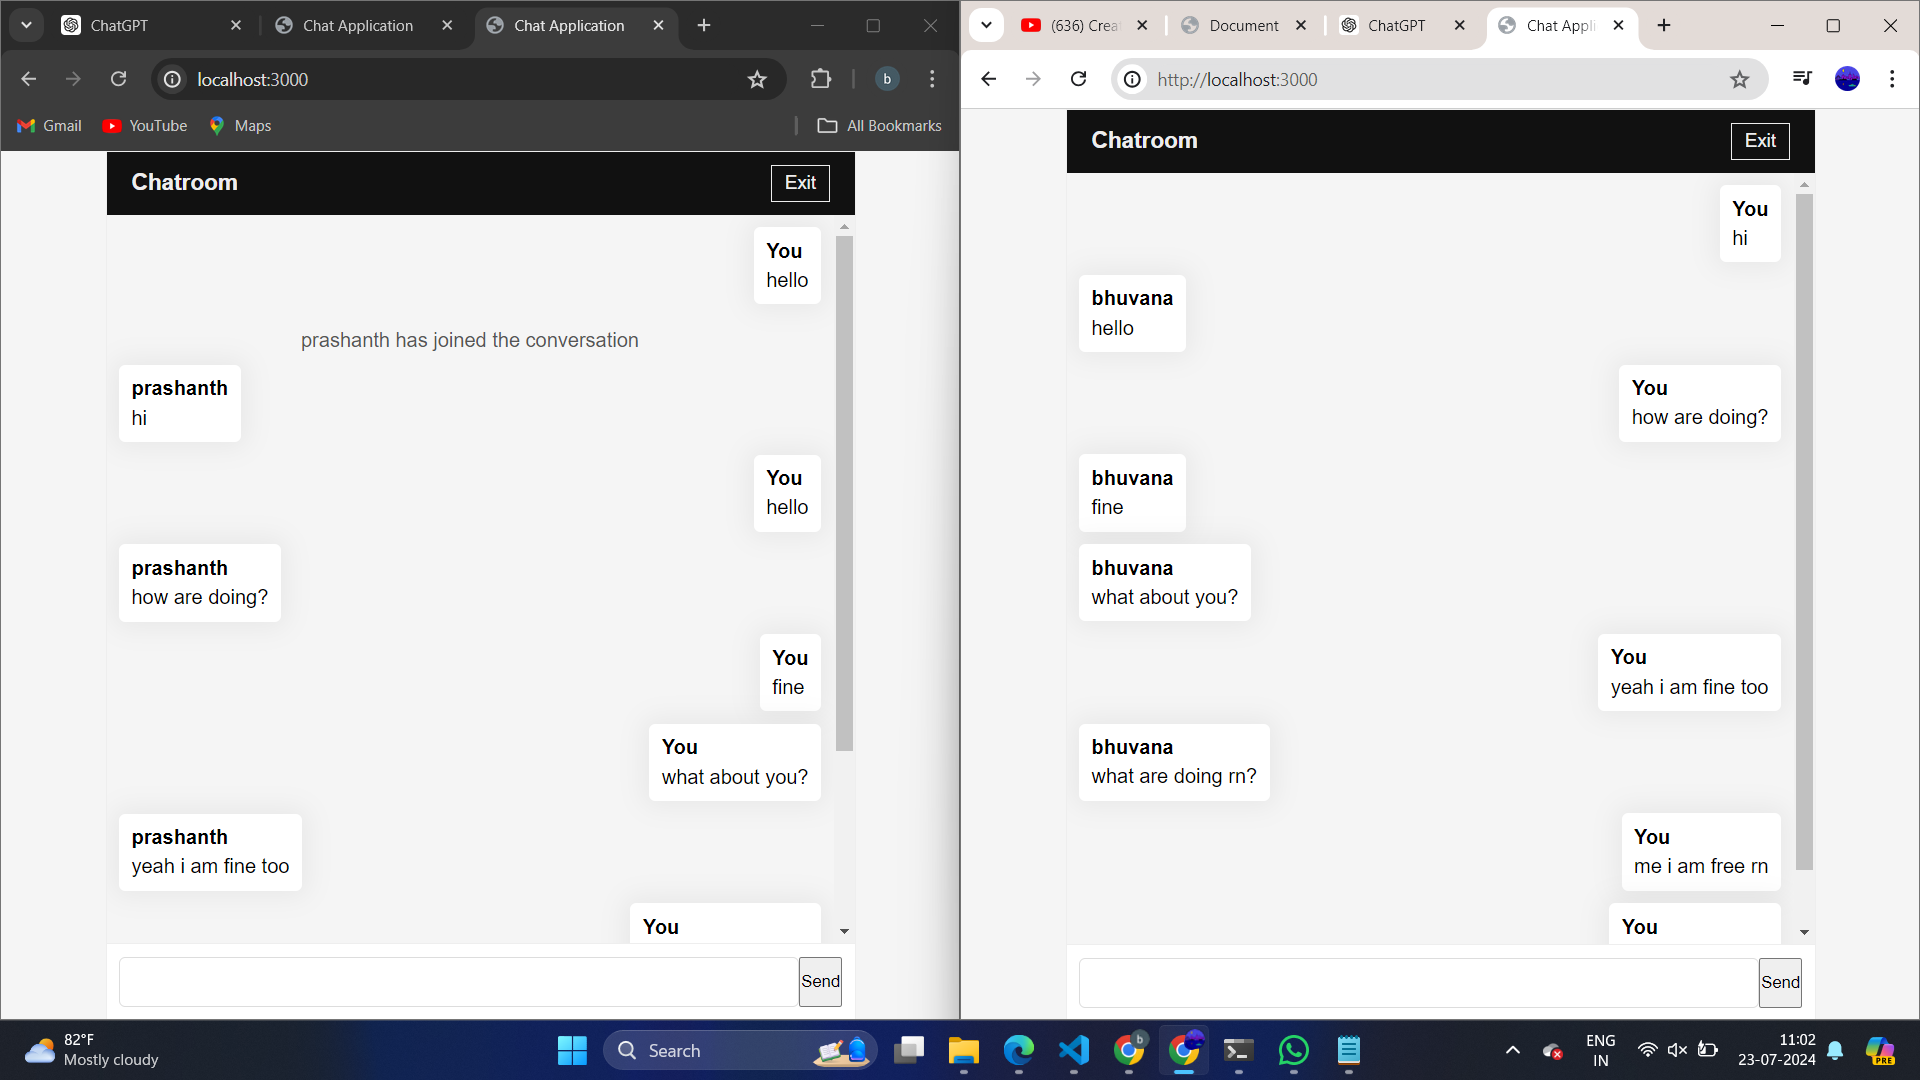 ChatGPT
Chat Application
Chat Application
localhost:3000
b
Gmail
YouTube
Maps
All Bookmarks
Chatroom
Exit
You
hello
prashanth has joined the conversation
prashanth
hi
You
hello
prashanth
how are doing?
You
fine
You
what about you?
prashanth
yeah i am fine too
You
Send
(636) Crea
Document
ChatGPT
Chat Appli
http://localhost:3000
Chatroom
Exit
You
hi
bhuvana
hello
You
how are doing?
bhuvana
fine
bhuvana
what about you?
You
yeah i am fine too
bhuvana
what are doing rn?
You
me i am free rn
You
Send
82°F
Mostly cloudy
Search
b
ENG
IN
11:02
23-07-2024
PRE